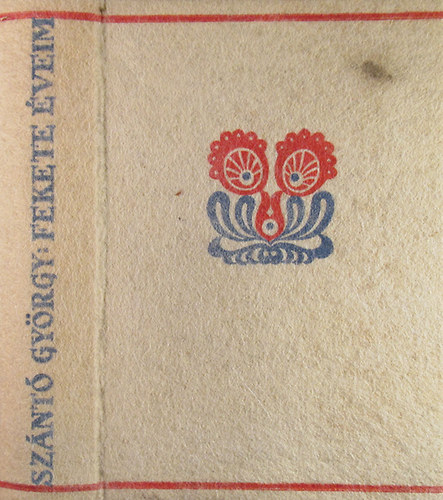 SZÁNTÓ GYÖRGY: FEKETE ÉVEIM